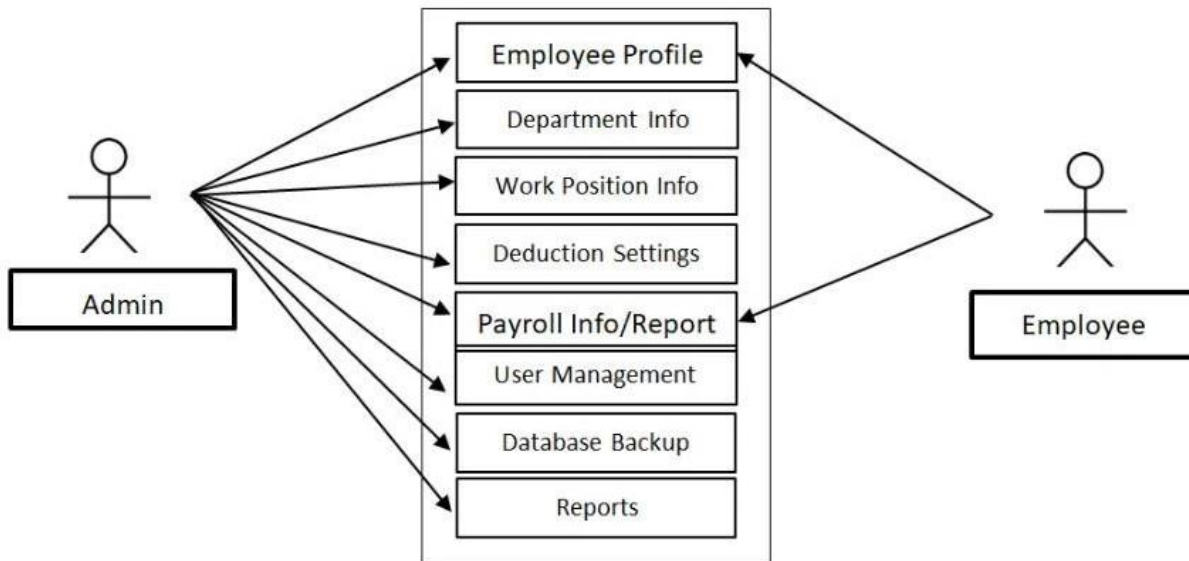 Employee Profile
Department Info
Work Position Info
Deduction Settings
Payroll Info/Report
User Management
Database Backup
Reports
Admin
Employee